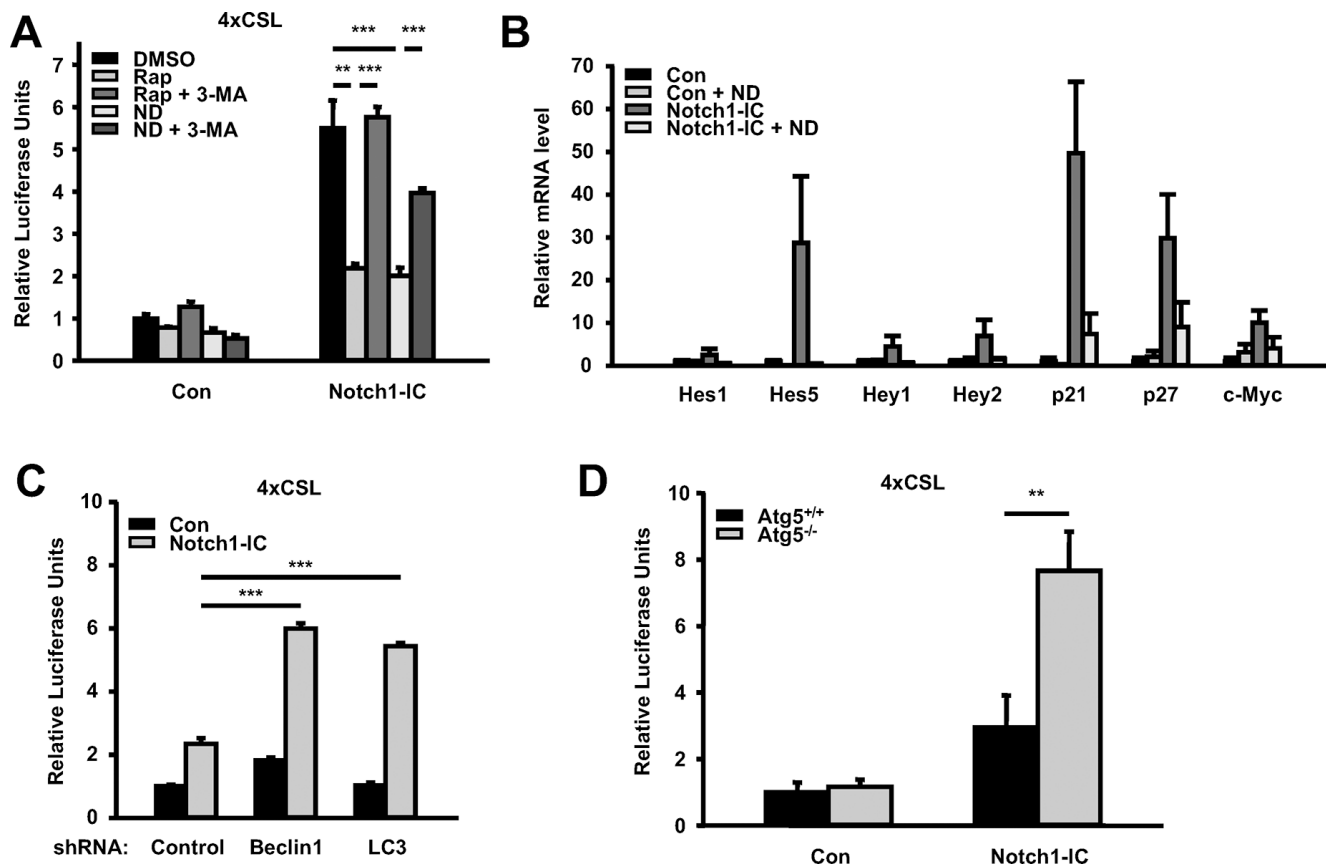 A
4xCSL
DMSO
Rap
Rap + 3-MA
ND
ND + 3-MA
*** ***
** ***
Relative Luciferase Units
7
6
5
4
3
2
1
0
Con Notch1-IC
B
Con
Con + ND
Notch1-IC
Notch1-IC + ND
Relative mRNA level
70
60
50
40
30
20
10
0
Hes1 Hes5 Hey1 Hey2 p21 p27 c-Myc
C
4xCSL
Con
Notch1-IC
***
***
Relative Luciferase Units
10
8
6
4
2
0
shRNA: Control Beclin1 LC3
D
4xCSL
Atg5+/+
Atg5-/-
**
Relative Luciferase Units
10
8
6
4
2
0
Con Notch1-IC